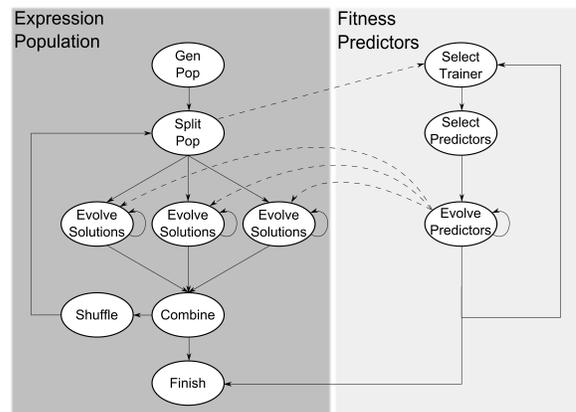 Expression
Population
Gen
Pop
Split
Pop
Evolve
Solutions
Evolve
Solutions
Evolve
Solutions
Shuffle
Combine
Finish
Fitness
Predictors
Select
Trainer
Select
Predictors
Evolve
Predictors